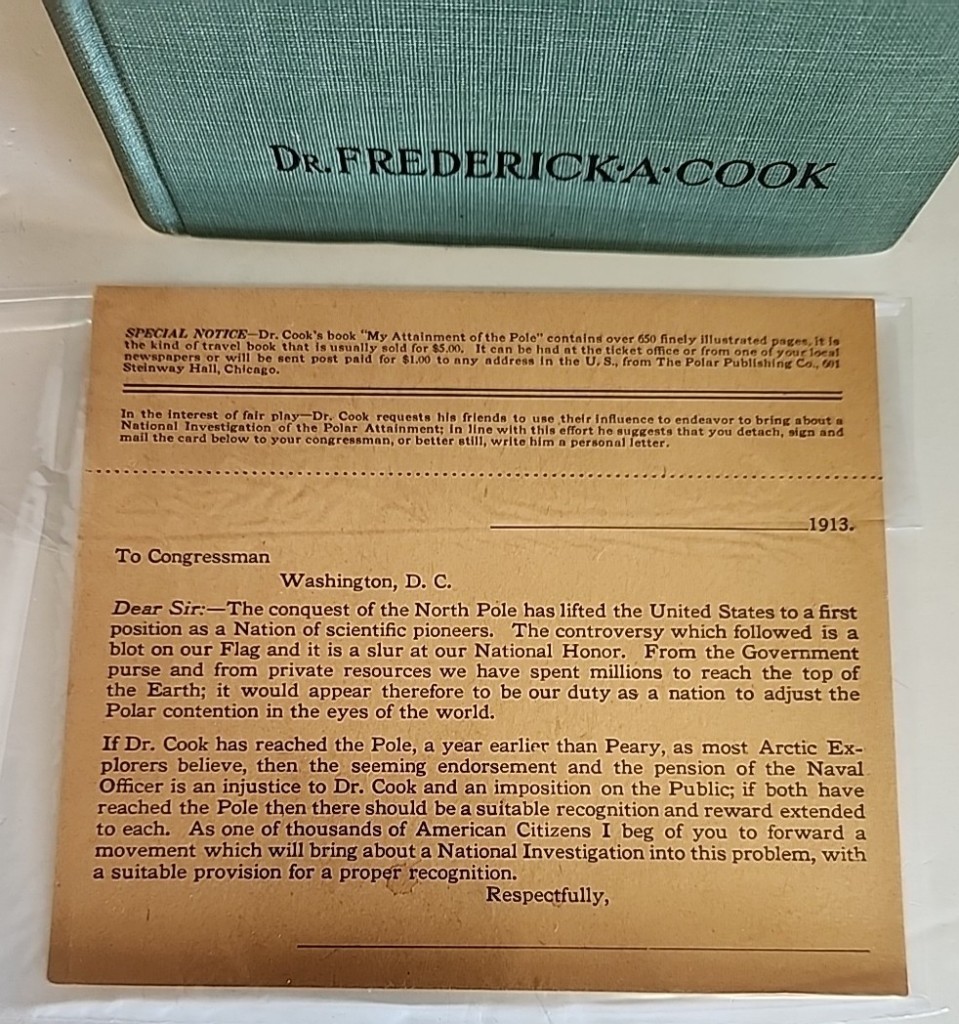 DR. FREDERICK·A·COOK
SPECIAL NOTICE—Dr. Cook's book "My Attainment of the Pole" contains over 650 finely illustrated pages, it is
the kind of travel book that is usually sold for $5.00. It can be had at the ticket office or from one of your local
newspapers or will be sent post paid for $1.00 to any address in the U. S., from The Polar Publishing Co., 601
Steinway Hall, Chicago.
In the interest of fair play—Dr. Cook requests his friends to use their influence to endeavor to bring about a
National Investigation of the Polar Attainment; in line with this effort he suggests that you detach, sign and
mail the card below to your congressman, or better still, write him a personal letter.
1913.
To Congressman
Washington, D. C.
Dear Sir:—The conquest of the North Pole has lifted the United States to a first
position as a Nation of scientific pioneers. The controversy which followed is a
blot on our Flag and it is a slur at our National Honor. From the Government
purse and from private resources we have spent millions to reach the top of
the Earth; it would appear therefore to be our duty as a nation to adjust the
Polar contention in the eyes of the world.
If Dr. Cook has reached the Pole, a year earlier than Peary, as most Arctic Ex-
plorers believe, then the seeming endorsement and the pension of the Naval
Officer is an injustice to Dr. Cook and an imposition on the Public; if both have
reached the Pole then there should be a suitable recognition and reward extended
to each. As one of thousands of American Citizens I beg of you to forward a
movement which will bring about a National Investigation into this problem, with
a suitable provision for a proper recognition.
Respectfully,